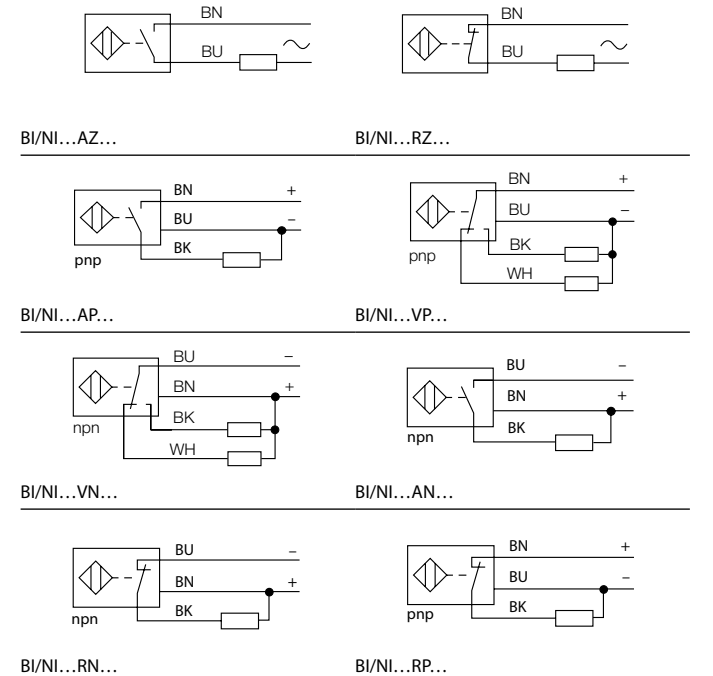 BN
BU
BI/NI…AZ…
BN
BU
BI/NI…RZ…
BN +
BU –
BK
pnp
BI/NI…AP…
BN +
BU –
BK
pnp
WH
BI/NI…VP…
BU –
BN +
BK
npn
WH
BI/NI…VN…
BU –
BN +
BK
npn
BI/NI…AN…
BU –
BN +
BK
npn
BI/NI…RN…
BN +
BU –
BK
pnp
BI/NI…RP…